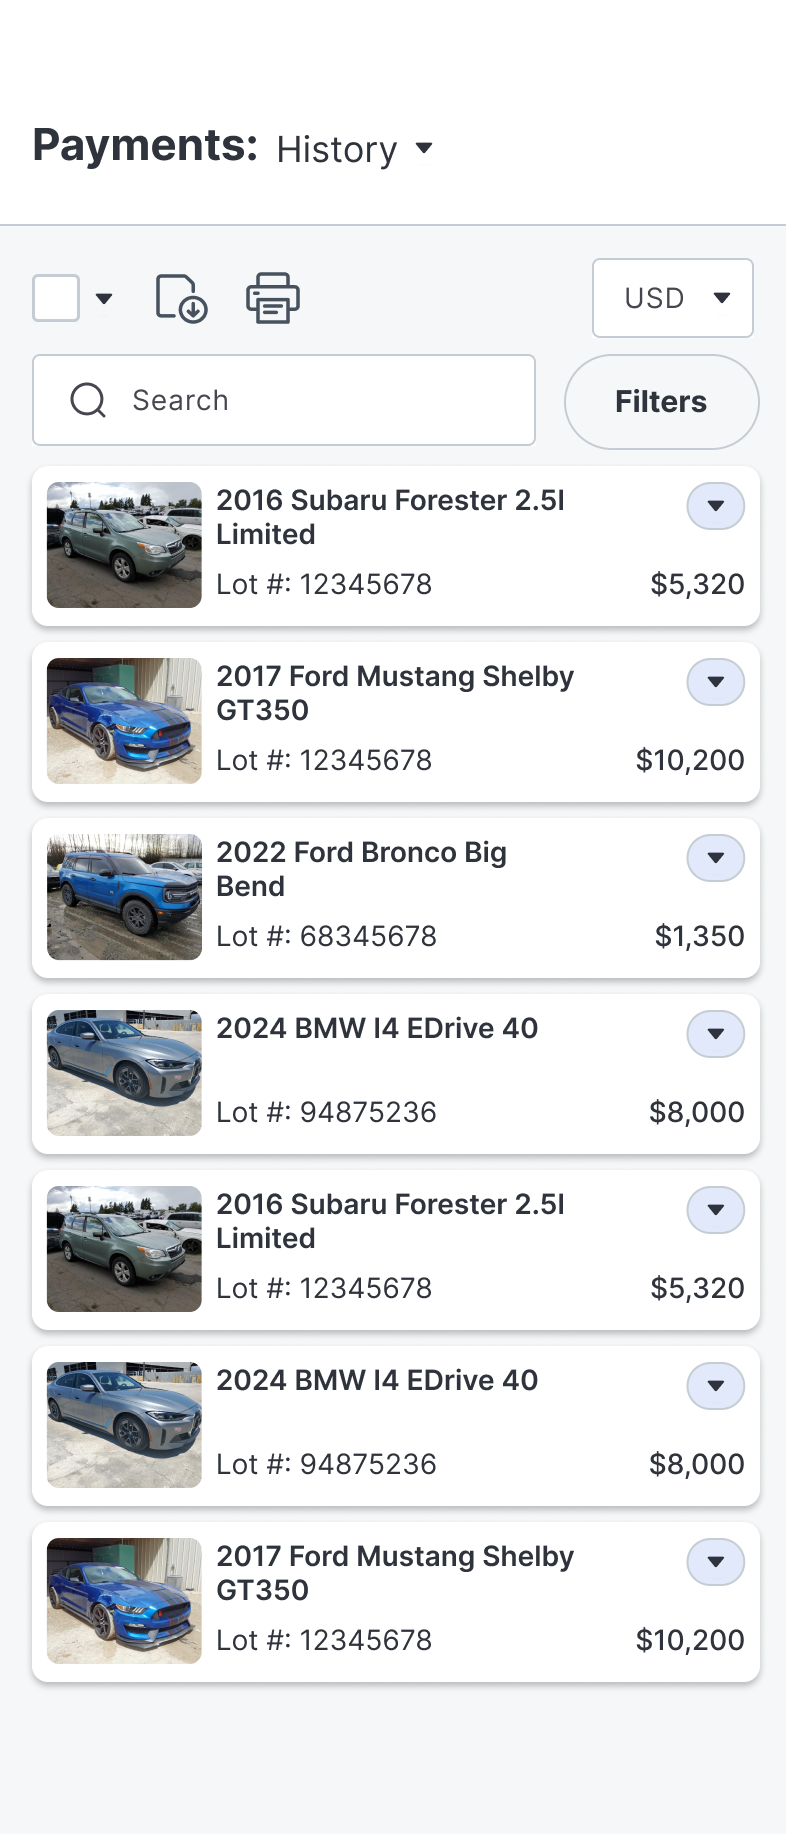 Payments: History
USD
Search
Filters
2016 Subaru Forester 2.5I
Limited
Lot #: 12345678
$5,320
2017 Ford Mustang Shelby
GT350
Lot #: 12345678
$10,200
2022 Ford Bronco Big
Bend
Lot #: 68345678
$1,350
2024 BMW I4 EDrive 40
Lot #: 94875236
$8,000
2016 Subaru Forester 2.5I
Limited
Lot #: 12345678
$5,320
2024 BMW I4 EDrive 40
Lot #: 94875236
$8,000
2017 Ford Mustang Shelby
GT350
Lot #: 12345678
$10,200